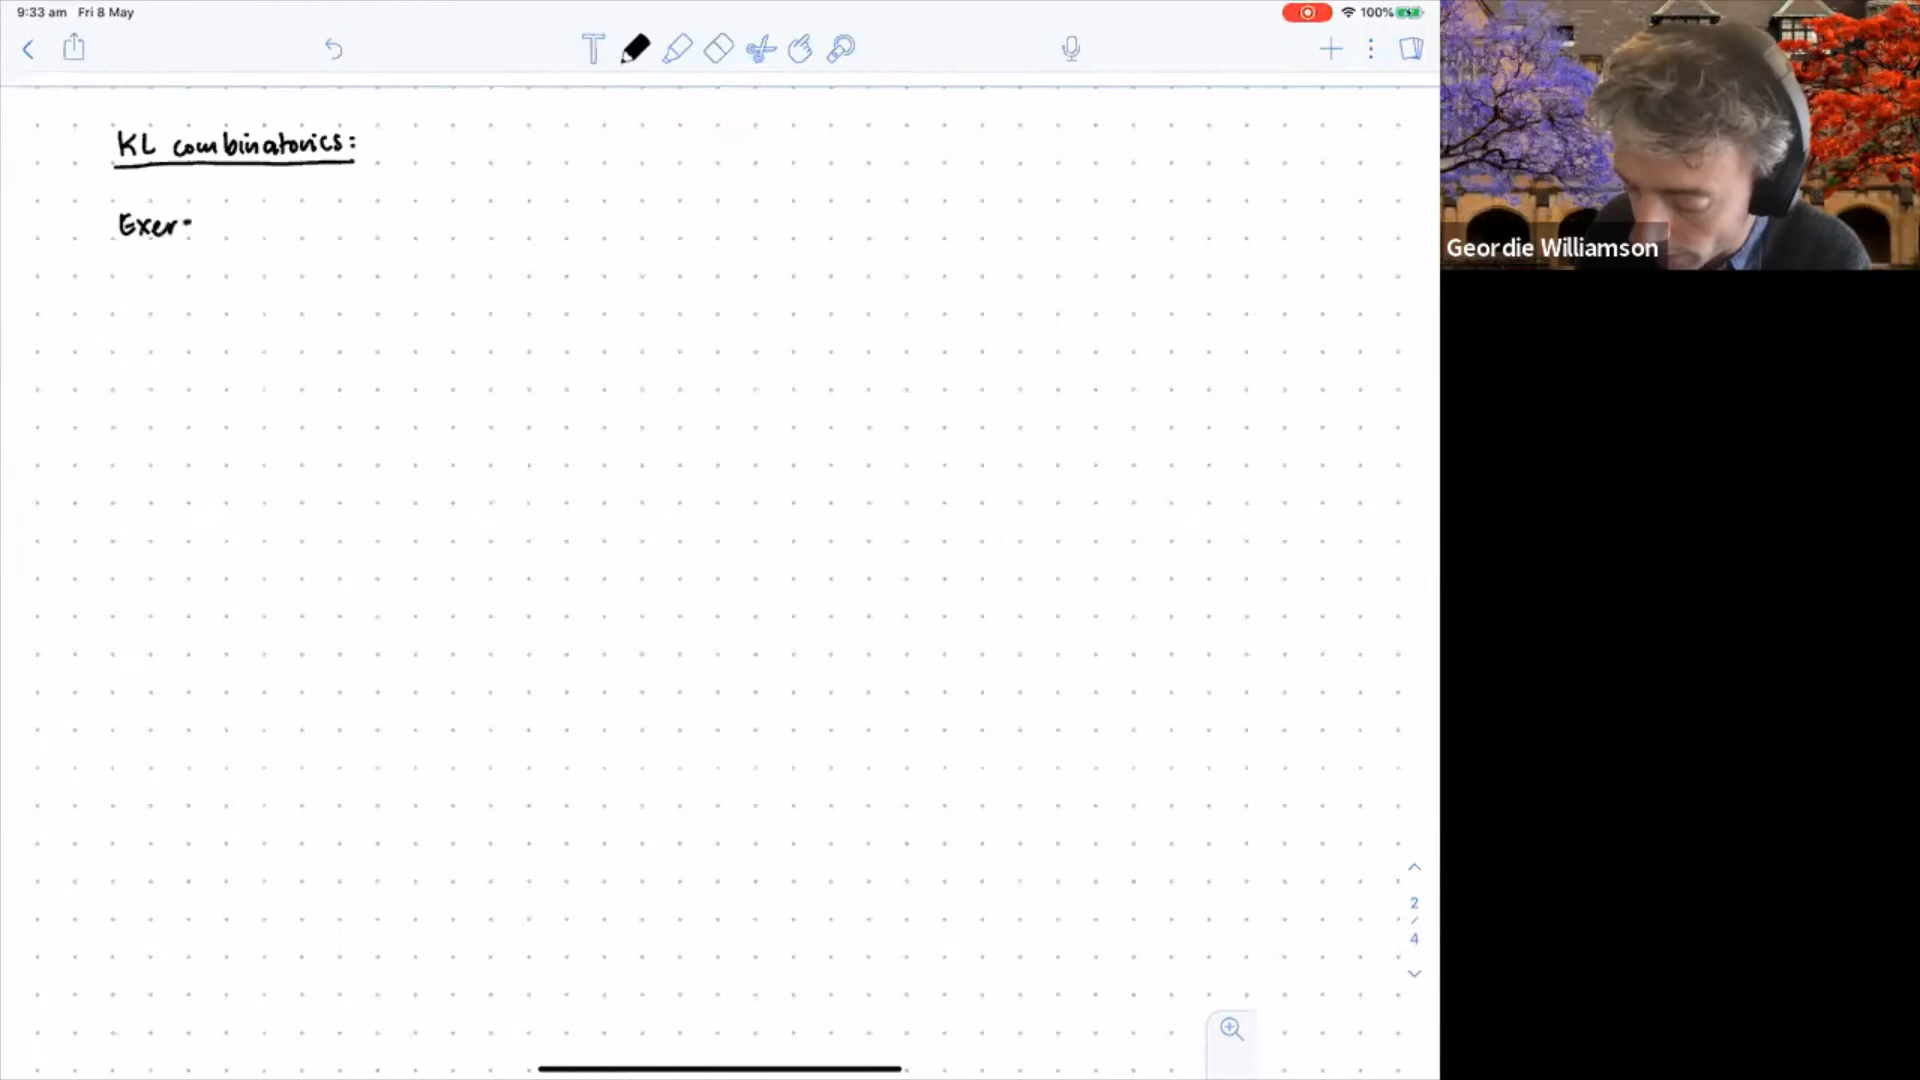 9:33 am Fri 8 May
100%
KL combinatorics:
Exer-
Geordie Williamson
2
/
4